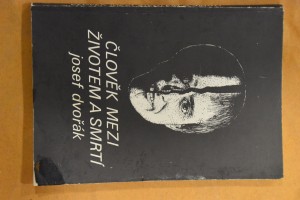 ČLOVĚK MEZI
ŽIVOTEM A SMRTÍ
josef dvořák